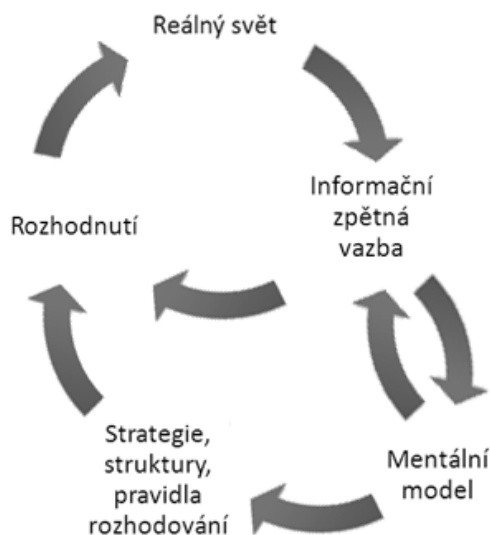 Reálný svět
Informační
zpětná
vazba
Rozhodnutí
Strategie,
struktury,
pravidla
rozhodování
Mentální
model